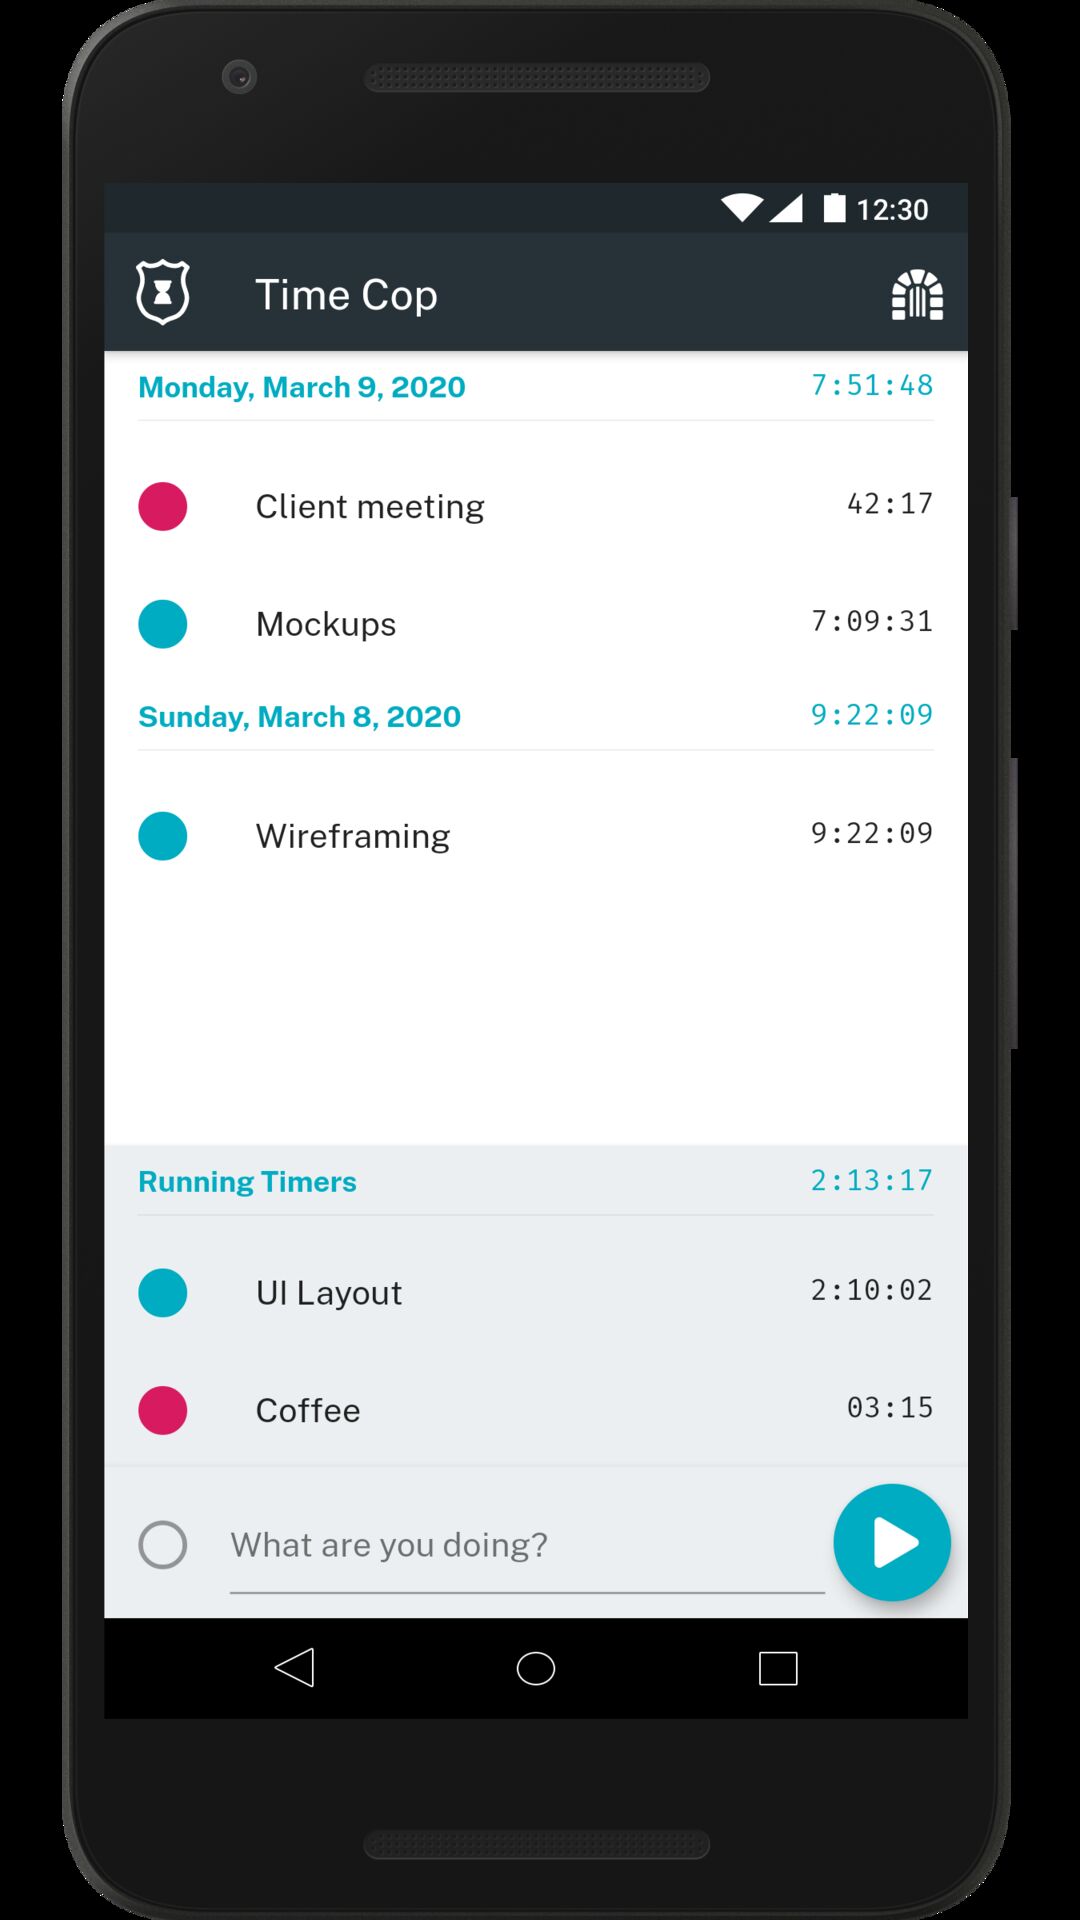 12:30
Time Cop
Monday, March 9, 2020 7:51:48
Client meeting 42:17
Mockups 7:09:31
Sunday, March 8, 2020 9:22:09
Wireframing 9:22:09
Running Timers 2:13:17
UI Layout 2:10:02
Coffee 03:15
What are you doing?